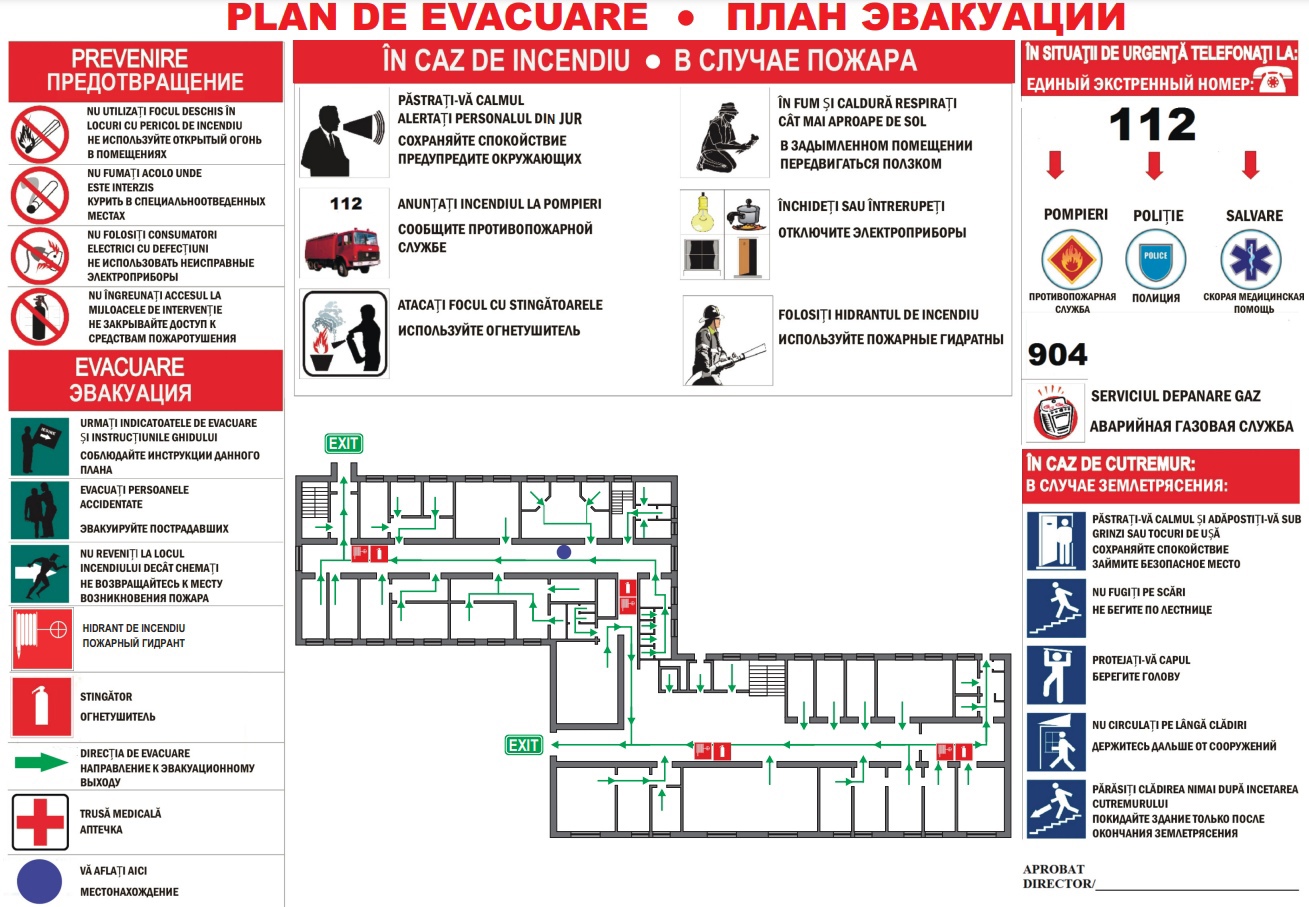 PLAN DE EVACUARE • ПЛАН ЭВАКУАЦИИ
PREVENIRE
ПРЕДОТВРАЩЕНИЕ
NU UTILIZAȚI FOCUL DESCHIS ÎN
LOCURI CU PERICOL DE INCENDIU
НЕ ИСПОЛЬЗУЙТЕ ОТКРЫТЫЙ ОГОНЬ
В ПОМЕЩЕНИЯХ
NU FUMAȚI ACOLO UNDE
ESTE INTERZIS
КУРИТЬ В СПЕЦИАЛЬНООТВЕДЕННЫХ
МЕСТАХ
NU FOLOSIȚI CONSUMATORI
ELECTRICI CU DEFECȚIUNI
НЕ ИСПОЛЬЗОВАТЬ НЕИСПРАВНЫЕ
ЭЛЕКТРОПРИБОРЫ
NU ÎNGREUNAȚI ACCESUL LA
MIJLOACELE DE INTERVENȚIE
НЕ ЗАКРЫВАЙТЕ ДОСТУП К
СРЕДСТВАМ ПОЖАРОТУШЕНИЯ
EVACUARE
ЭВАКУАЦИЯ
URMAȚI INDICATOATELE DE EVACUARE
ȘI INSTRUCȚIUNILE GHIDULUI
СОБЛЮДАЙТЕ ИНСТРУКЦИИ ДАННОГО
ПЛАНА
EVACUAȚI PERSOANELE
ACCIDENTATE
ЭВАКУИРУЙТЕ ПОСТРАДАВШИХ
NU REVENIȚI LA LOCUL
INCENDIULUI DECÂT CHEMAȚI
НЕ ВОЗВРАЩАЙТЕСЬ К МЕСТУ
ВОЗНИКНОВЕНИЯ ПОЖАРА
HIDRANT DE INCENDIU
ПОЖАРНЫЙ ГИДРАНТ
STINGĂTOR
ОГНЕТУШИТЕЛЬ
DIRECȚIA DE EVACUARE
НАПРАВЛЕНИЕ К ЭВАКУАЦИОННОМУ
ВЫХОДУ
TRUSĂ MEDICALĂ
АПТЕЧКА
VĂ AFLAȚI AICI
МЕСТОНАХОЖДЕНИЕ
ÎN CAZ DE INCENDIU • В СЛУЧАЕ ПОЖАРА
PĂSTRAȚI-VĂ CALMUL
ALERTAȚI PERSONALUL DIN JUR
СОХРАНЯЙТЕ СПОКОЙСТВИЕ
ПРЕДУПРЕДИТЕ ОКРУЖАЮЩИХ
112
ANUNȚAȚI INCENDIUL LA POMPIERI
СООБЩИТЕ ПРОТИВОПОЖАРНОЙ
СЛУЖБЕ
ATACAȚI FOCUL CU STINGĂTOARELE
ИСПОЛЬЗУЙТЕ ОГНЕТУШИТЕЛЬ
ÎN FUM ȘI CALDURĂ RESPIRAȚI
CÂT MAI APROAPE DE SOL
В ЗАДЫМЛЕННОМ ПОМЕЩЕНИИ
ПЕРЕДВИГАТЬСЯ ПОЛЗКОМ
ÎNCHIDEȚI SAU ÎNTRERUPEȚI
ОТКЛЮЧИТЕ ЭЛЕКТРОПРИБОРЫ
FOLOSIȚI HIDRANTUL DE INCENDIU
ИСПОЛЬЗУЙТЕ ПОЖАРНЫЕ ГИДРАТНЫ
EXIT
EXIT
ÎN SITUAȚII DE URGENȚĂ TELEFONAȚI LA:
ЕДИНЫЙ ЭКСТРЕННЫЙ НОМЕР:
112
POMPIERI POLIȚIE SALVARE
POLICE
ПРОТИВОПОЖАРНАЯ
СЛУЖБА
ПОЛИЦИЯ
СКОРАЯ МЕДИЦИНСКАЯ
ПОМОЩЬ
904
SERVICIUL DEPANARE GAZ
АВАРИЙНАЯ ГАЗОВАЯ СЛУЖБА
ÎN CAZ DE CUTREMUR:
В СЛУЧАЕ ЗЕМЛЕТРЯСЕНИЯ:
PĂSTRAȚI-VĂ CALMUL ȘI ADĂPOSTIȚI-VĂ SUB
GRINZI SAU TOCURI DE UȘĂ
СОХРАНЯЙТЕ СПОКОЙСТВИЕ
ЗАЙМИТЕ БЕЗОПАСНОЕ МЕСТО
NU FUGIȚI PE SCĂRI
НЕ БЕГИТЕ ПО ЛЕСТНИЦЕ
PROTEJAȚI-VĂ CAPUL
БЕРЕГИТЕ ГОЛОВУ
NU CIRCULAȚI PE LÂNGĂ CLĂDIRI
ДЕРЖИТЕСЬ ДАЛЬШЕ ОТ СООРУЖЕНИЙ
PĂRĂSIȚI CLĂDIREA NIMAI DUPĂ INCETAREA
CUTREMURULUI
ПОКИДАЙТЕ ЗДАНИЕ ТОЛЬКО ПОСЛЕ
ОКОНЧАНИЯ ЗЕМЛЕТРЯСЕНИЯ
APROBAT
DIRECTOR/